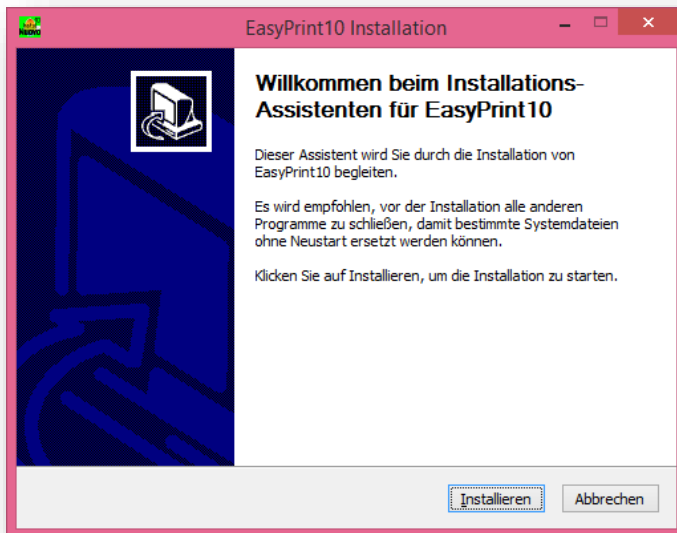 EasyPrint10 Installation
Willkommen beim Installations-
Assistenten für EasyPrint10
Dieser Assistent wird Sie durch die Installation von
EasyPrint10 begleiten.
Es wird empfohlen, vor der Installation alle anderen
Programme zu schließen, damit bestimmte Systemdateien
ohne Neustart ersetzt werden können.
Klicken Sie auf Installieren, um die Installation zu starten.
Installieren
Abbrechen